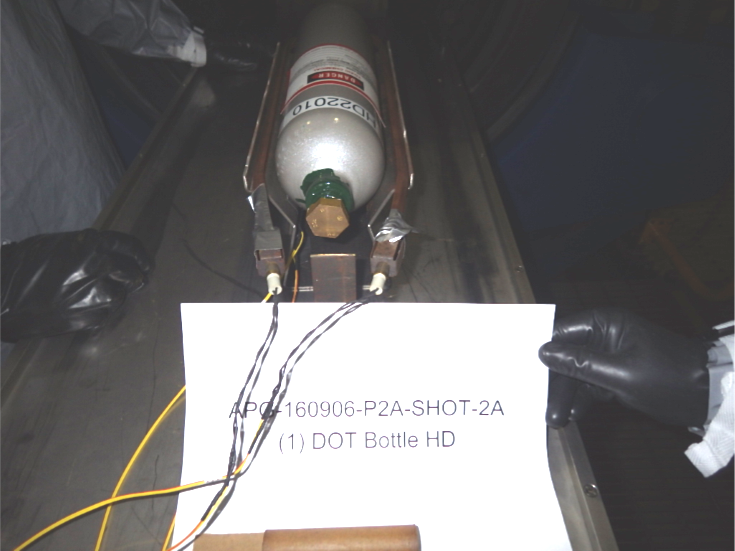 DANGER
HD22010
APG-160906-P2A-SHOT-2A
(1) DOT Bottle HD